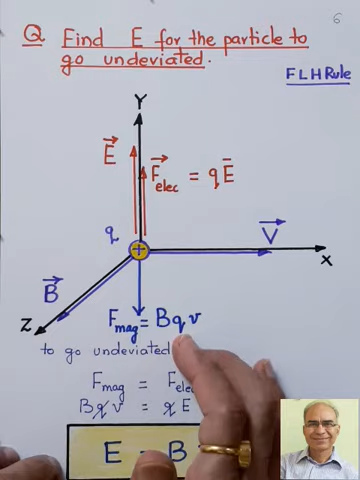 6
Q Find E for the particle to
go undeviated.
FLH Rule
Y
E
F elec = qE
q
V
X
B
Z
F mag = Bqv
to go undeviated
F mag = F elec
Bqv = qE
E = B